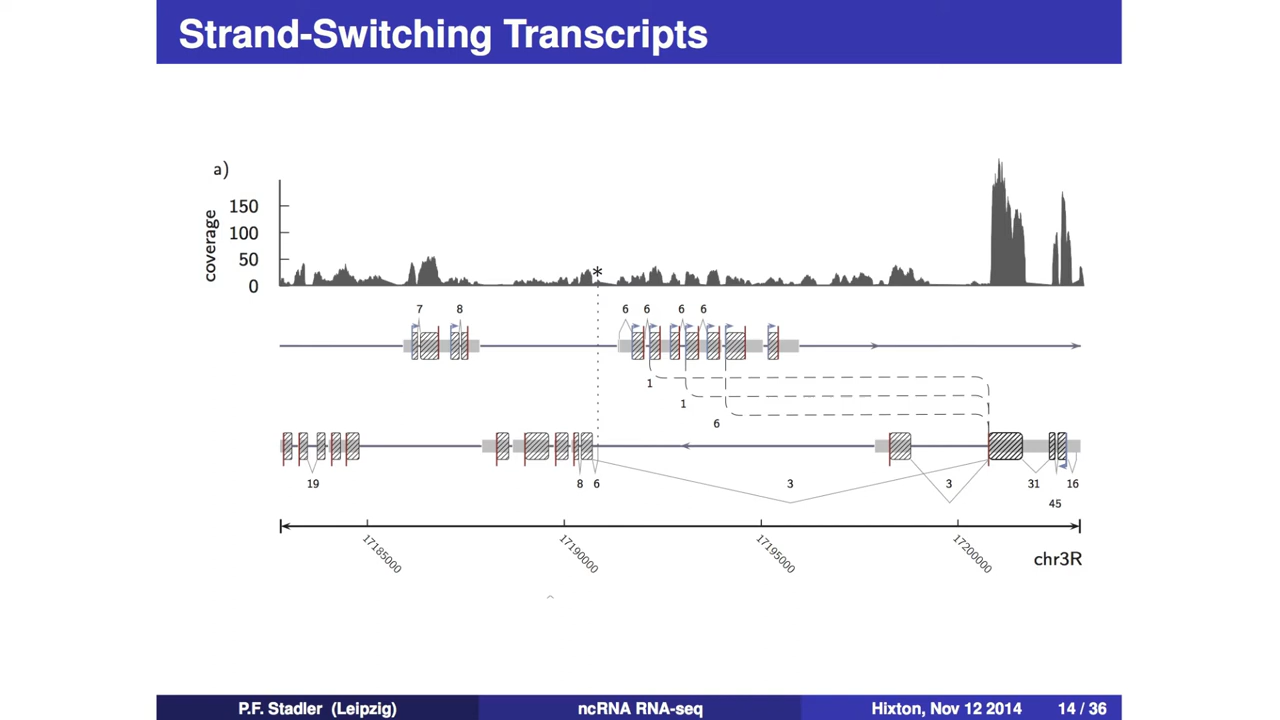 Strand-Switching Transcripts
a)
coverage
150
100
50
0
*
7 8 6 6 6 6
1
1
6
19 8 6 3 3 31 16
45
17185000 17190000 17195000 17200000
chr3R
P.F. Stadler (Leipzig) ncRNA RNA-seq Hixton, Nov 12 2014 14 / 36